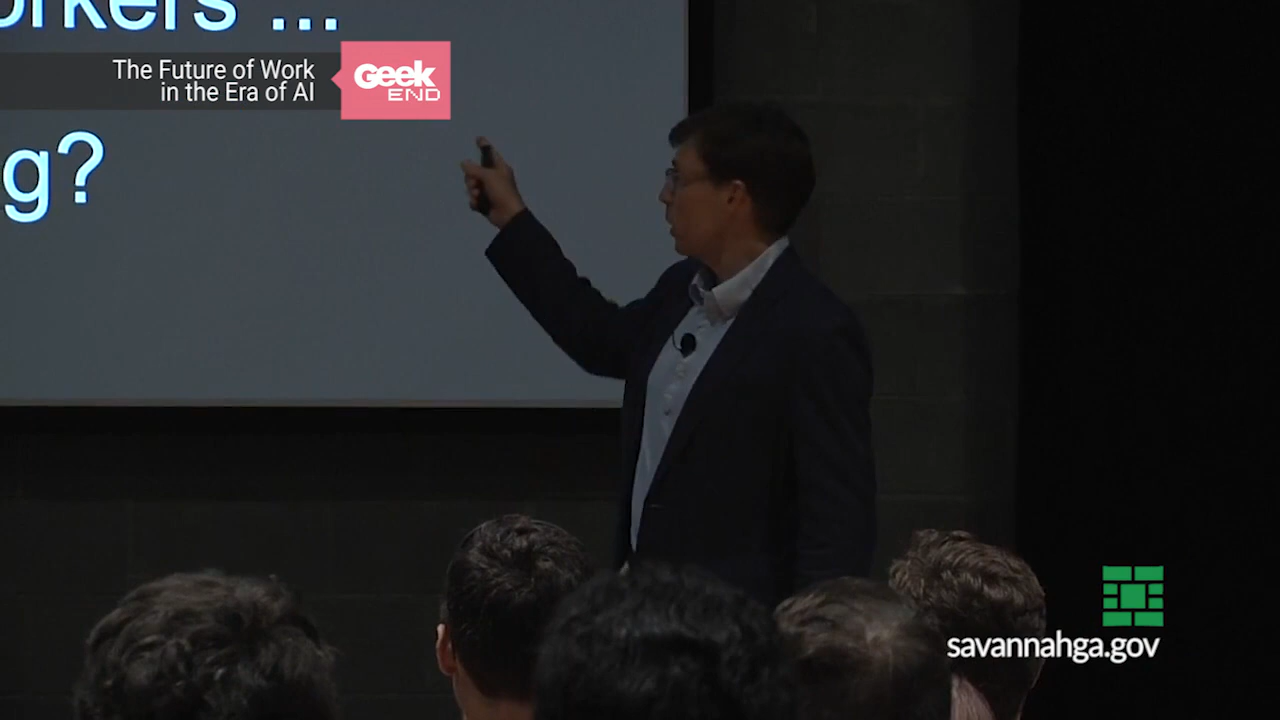 orkers ...
The Future of Work
in the Era of AI
Geek
END
g?
savannahga.gov